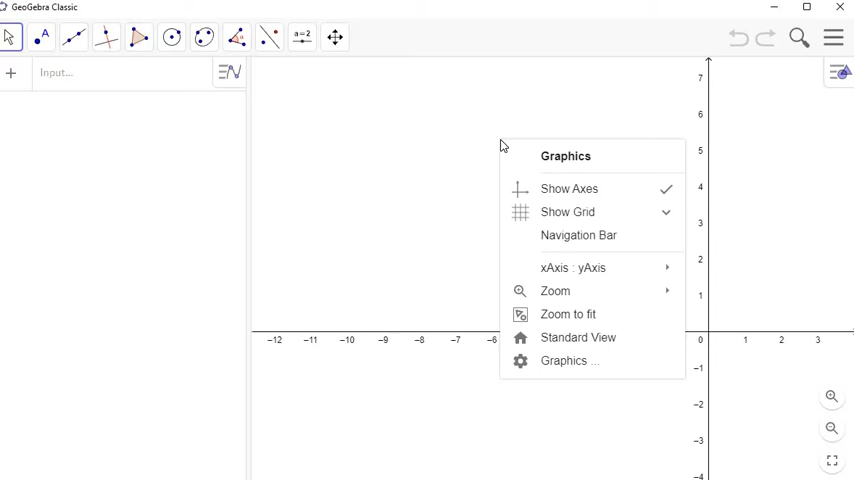 GeoGebra Classic
A
α
a=2
Input...
Graphics
Show Axes
Show Grid
Navigation Bar
xAxis : yAxis
Zoom
Zoom to fit
Standard View
Graphics ...
7
6
5
4
3
2
1
–12 –11 –10 –9 –8 –7 –6 0 1 2 3
–1
–2
–3
–4